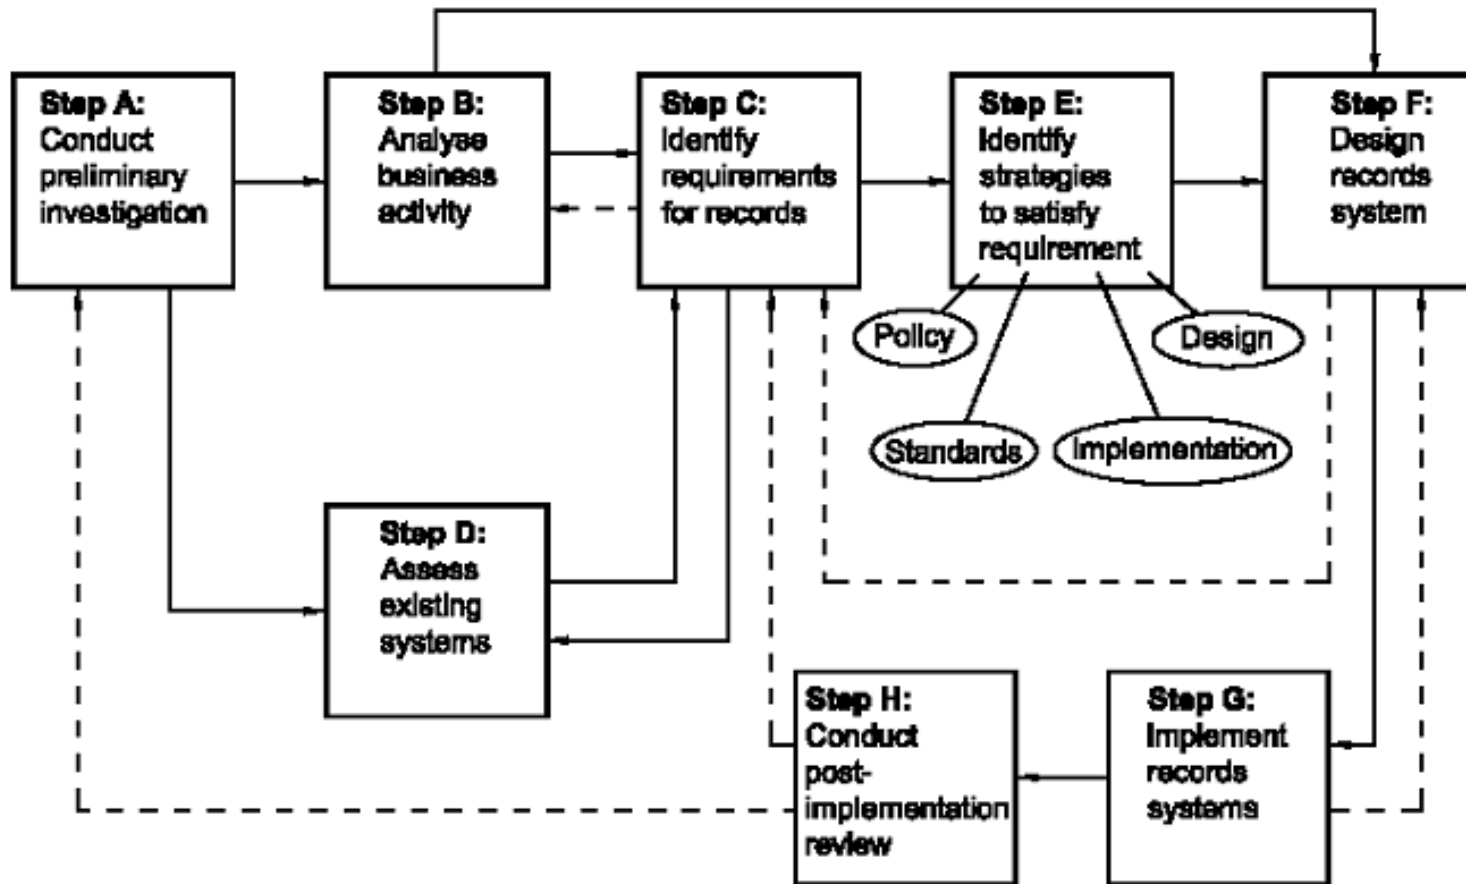 Step A:
Conduct
preliminary
investigation
Step B:
Analyse
business
activity
Step C:
Identify
requirements
for records
Step E:
Identify
strategies
to satisfy
requirement
Step F:
Design
records
system
Policy
Design
Standards
Implementation
Step D:
Assess
existing
systems
Step H:
Conduct
post-
implementation
review
Step G:
Implement
records
systems